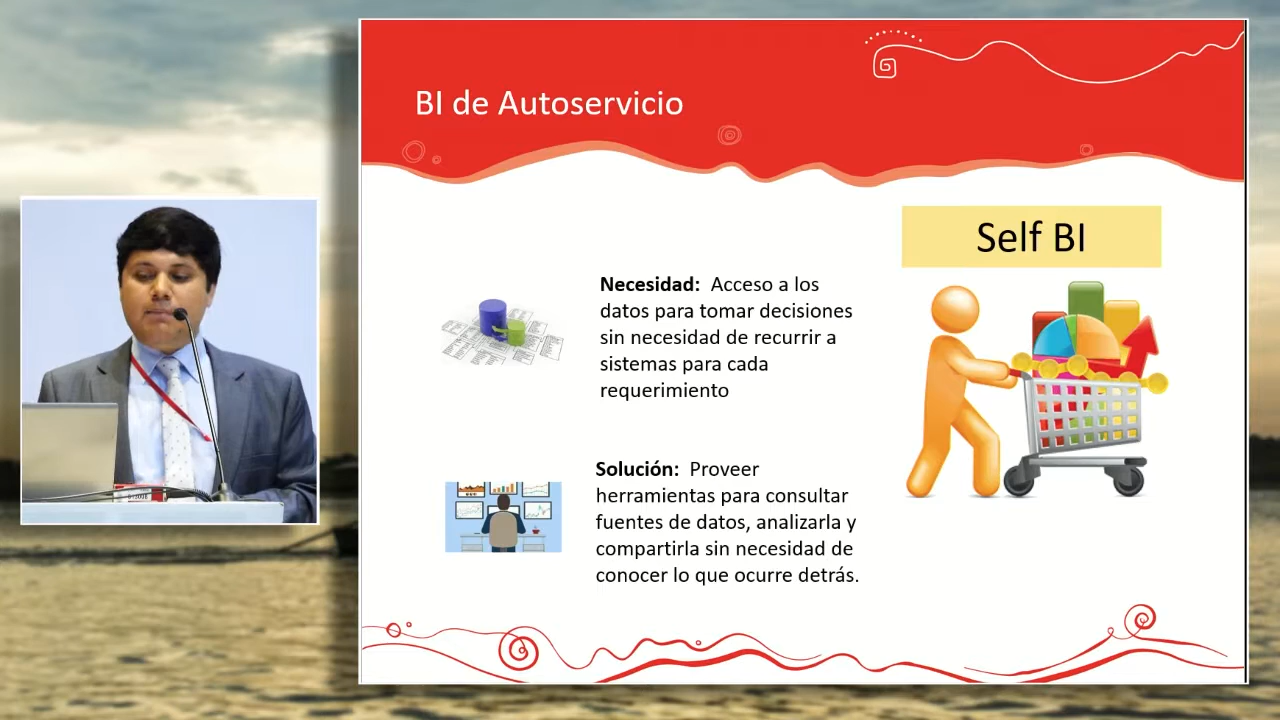 BI de Autoservicio
Self BI
Necesidad: Acceso a los
datos para tomar decisiones
sin necesidad de recurrir a
sistemas para cada
requerimiento
Solución: Proveer
herramientas para consultar
fuentes de datos, analizarla y
compartirla sin necesidad de
conocer lo que ocurre detrás.